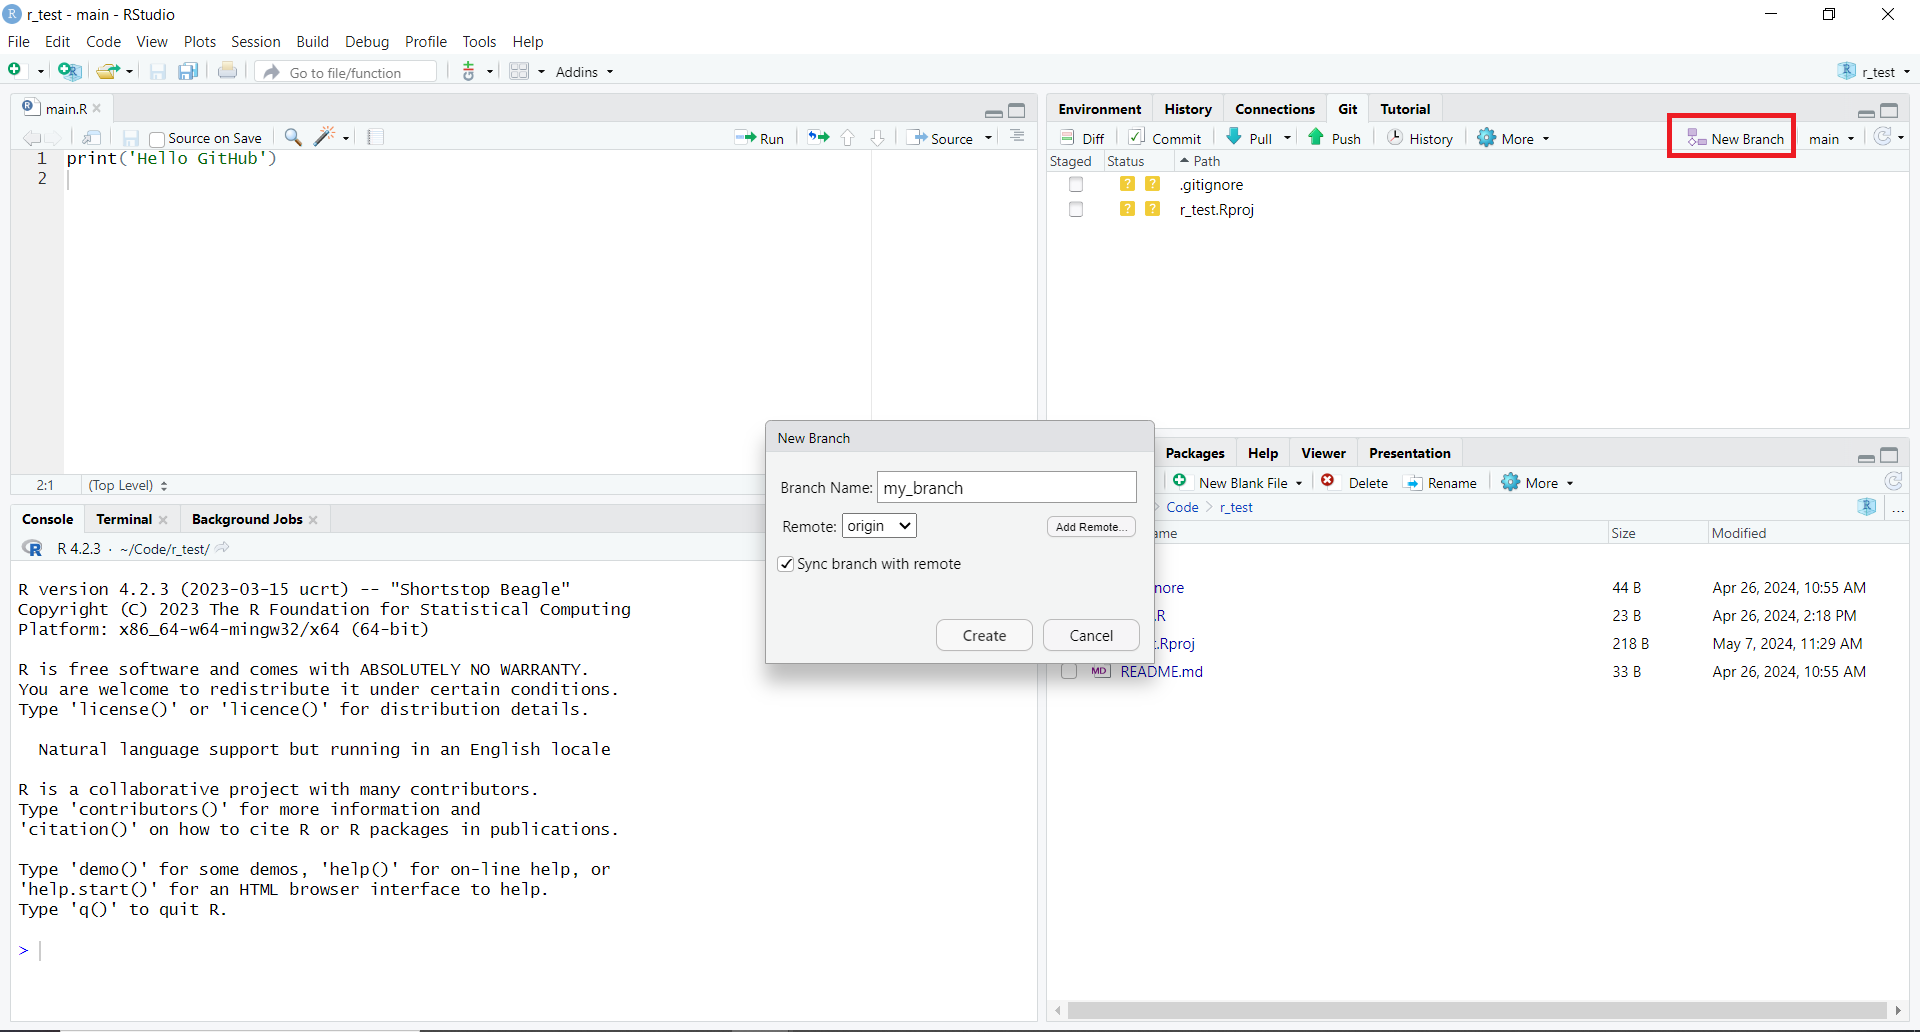 r_test - main - RStudio
File Edit Code View Plots Session Build Debug Profile Tools Help
Go to file/function Addins r_test
main.R
Source on Save Run Source
1 print('Hello GitHub')
2
2:1 (Top Level)
Console Terminal Background Jobs
R 4.2.3 · ~/Code/r_test/
R version 4.2.3 (2023-03-15 ucrt) -- "Shortstop Beagle"
Copyright (C) 2023 The R Foundation for Statistical Computing
Platform: x86_64-w64-mingw32/x64 (64-bit)
R is free software and comes with ABSOLUTELY NO WARRANTY.
You are welcome to redistribute it under certain conditions.
Type 'license()' or 'licence()' for distribution details.
Natural language support but running in an English locale
R is a collaborative project with many contributors.
Type 'contributors()' for more information and
'citation()' on how to cite R or R packages in publications.
Type 'demo()' for some demos, 'help()' for on-line help, or
'help.start()' for an HTML browser interface to help.
Type 'q()' to quit R.
>
Environment History Connections Git Tutorial
Diff Commit Pull Push History More New Branch main
Staged Status Path
? ? .gitignore
? ? r_test.Rproj
New Branch
Branch Name: my_branch
Remote: origin Add Remote...
Sync branch with remote
Create Cancel
Packages Help Viewer Presentation
New Blank File Delete Rename More
Code r_test ...
ame Size Modified
nore 44 B Apr 26, 2024, 10:55 AM
.R 23 B Apr 26, 2024, 2:18 PM
t.Rproj 218 B May 7, 2024, 11:29 AM
MD README.md 33 B Apr 26, 2024, 10:55 AM